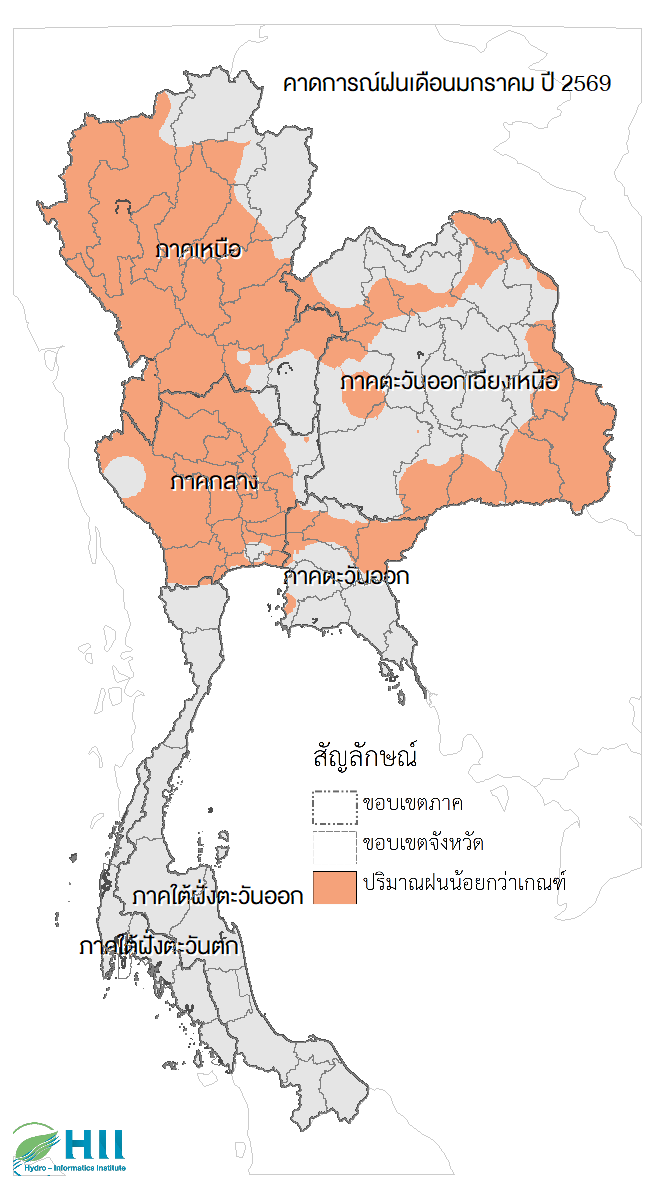 คาดการณ์ฝนเดือนมกราคม ปี 2569
ภาคเหนือ
ภาคตะวันออกเฉียงเหนือ
ภาคกลาง
ภาคตะวันออก
สัญลักษณ์
ขอบเขตภาค
ขอบเขตจังหวัด
ปริมาณฝนน้อยกว่าเกณฑ์
ภาคใต้ฝั่งตะวันออก
ภาคใต้ฝั่งตะวันตก
HII
Hydro – Informatics Institute